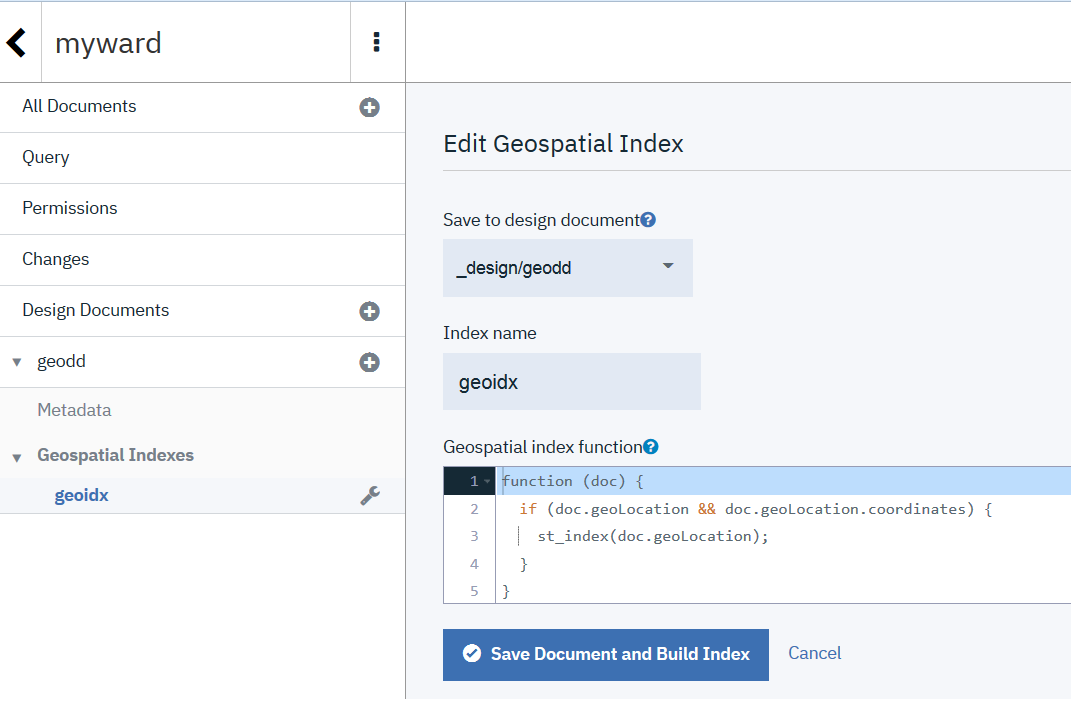 myward
All Documents
Query
Permissions
Changes
Design Documents
geodd
Metadata
Geospatial Indexes
geoidx
Edit Geospatial Index
Save to design document
_design/geodd
Index name
geoidx
Geospatial index function
1 function (doc) {
2 if (doc.geoLocation && doc.geoLocation.coordinates) {
3 st_index(doc.geoLocation);
4 }
5 }
Save Document and Build Index Cancel